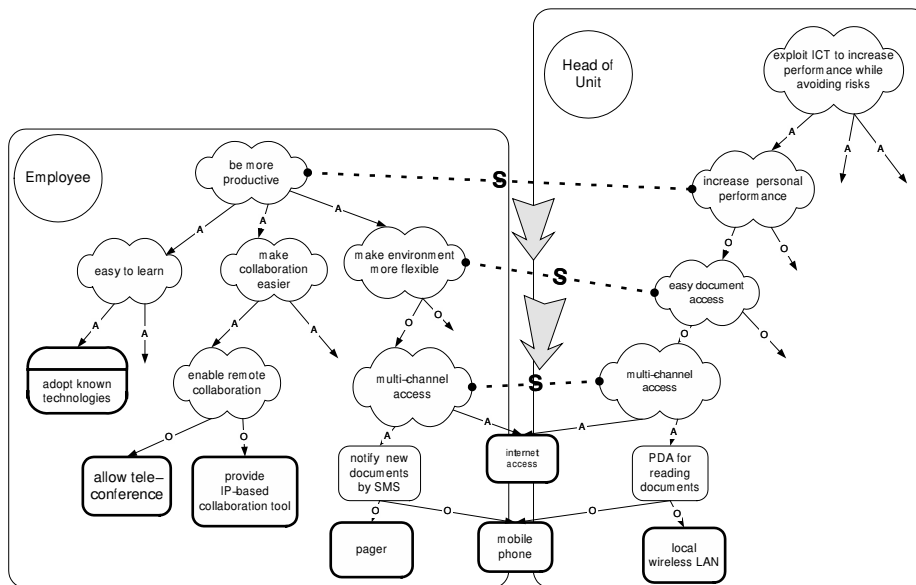 exploit ICT to increase
performance while
avoiding risks
Head of
Unit
A
A
A
Employee
be more
productive
S
increase personal
performance
A
A
A
O
O
easy to learn
make
collaboration
easier
make environment
more flexible
S
easy document
access
A
A
A
A
O
O
O
O
adopt known
technologies
enable remote
collaboration
multi-channel
access
S
multi-channel
access
O
O
A
A
A
A
allow tele-
conference
provide
IP-based
collaboration tool
notify new
documents
by SMS
internet
access
PDA for
reading
documents
O
O
O
O
pager
mobile
phone
local
wireless LAN